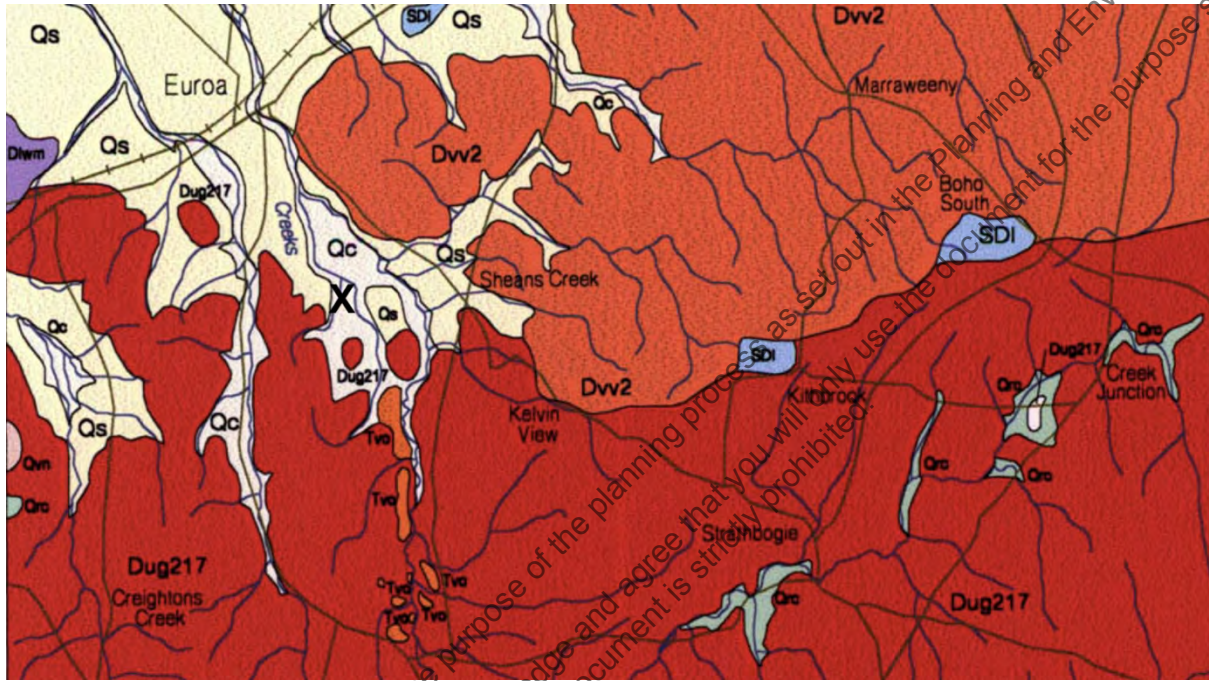 Qs
SDl
Qs
Dvv2
Euroa
Marraweeny
Qc
Qs
Dlwm
Dvv2
Dug217
Boho
South
Creeks
Qc
Qs
SDl
Sheans Creek
X
Qs
Qc
SDl
Dug217
Qrc
Dug217
Qrc
Creek
Junction
Dvv2
Kithbrook
Kelvin
View
Qs
Qc
Tvo
Qvn
Qrc
Qrc
Tvo
Qrc
Strathbogie
Dug217
Creightons
Creek
Tvo
Tvo
Tvo
Tvo
Qrc
Dug217
as set out in the Planning and Env
e purpose of the planning process
dge and agree that you will only use the document for the purpose s
ocument is strictly prohibited.